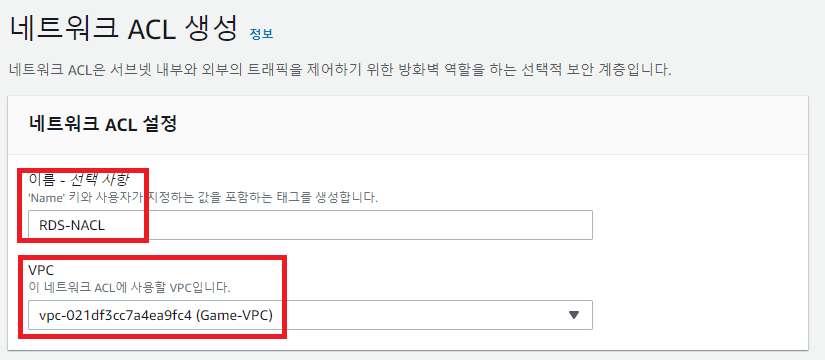 네트워크 ACL 생성 정보
네트워크 ACL은 서브넷 내부와 외부의 트래픽을 제어하기 위한 방화벽 역할을 하는 선택적 보안 계층입니다.
네트워크 ACL 설정
이름 - 선택 사항
'Name' 키와 사용자가 지정하는 값을 포함하는 태그를 생성합니다.
RDS-NACL
VPC
이 네트워크 ACL에 사용할 VPC입니다.
vpc-021df3cc7a4ea9fc4 (Game-VPC)